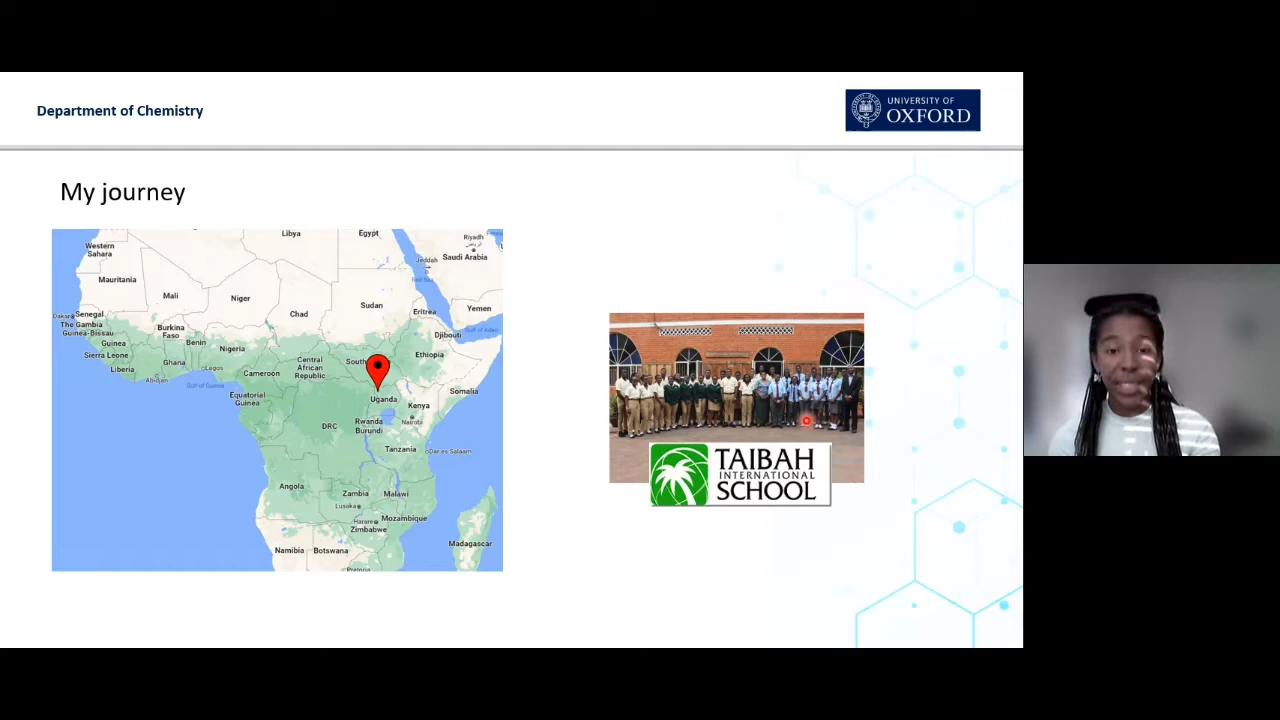 Department of Chemistry
UNIVERSITY OF
OXFORD
My journey
Libya
Egypt
Riyadh
Western
Sahara
Jeddah
Saudi Arabia
Mauritania
Mali
Niger
Chad
Sudan
Eritrea
Yemen
Dakar
Senegal
The Gambia
Guinea-Bissau
Guinea
Burkina
Faso
Benin
Nigeria
Djibouti
Gulf of Aden
Sierra Leone
Ghana
Lagos
Ethiopia
Liberia
Abidjan
Gulf of Guinea
Cameroon
Central
African
Republic
South
Somalia
Equatorial
Guinea
Uganda
Kenya
Nairobi
DRC
Rwanda
Burundi
Tanzania
Dar es Salaam
Angola
Zambia
Malawi
Lusaka
Harare
Mozambique
Zimbabwe
Namibia
Botswana
Madagascar
Pretoria
TAIBAH
INTERNATIONAL
SCHOOL